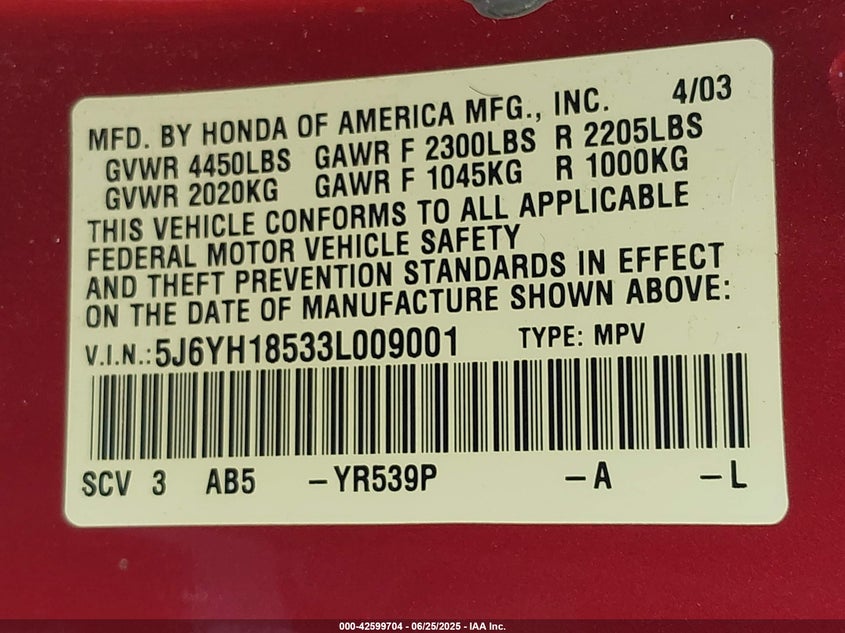 MFD. BY HONDA OF AMERICA MFG., INC. 4/03
GVWR 4450LBS GAWR F 2300LBS R 2205LBS
GVWR 2020KG GAWR F 1045KG R 1000KG
THIS VEHICLE CONFORMS TO ALL APPLICABLE
FEDERAL MOTOR VEHICLE SAFETY
AND THEFT PREVENTION STANDARDS IN EFFECT
ON THE DATE OF MANUFACTURE SHOWN ABOVE:
V.I.N.: 5J6YH18533L009001 TYPE: MPV
SCV 3 AB5 -YR539P -A -L
000-42599704 - 06/25/2025 - IAA Inc.